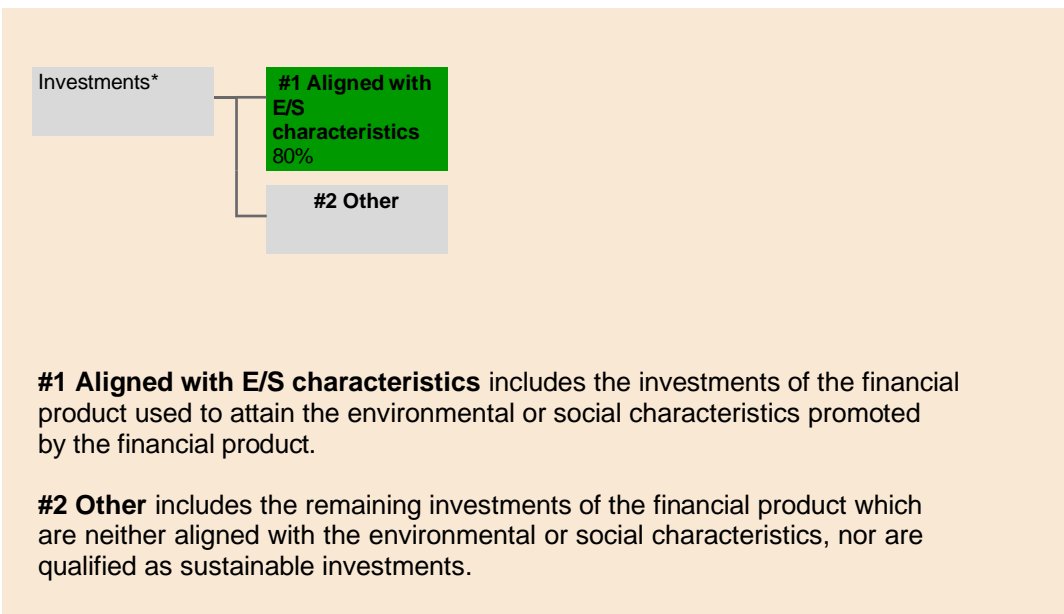 Investments*
#1 Aligned with
E/S
characteristics
80%
#2 Other
#1 Aligned with E/S characteristics includes the investments of the financial
product used to attain the environmental or social characteristics promoted
by the financial product.
#2 Other includes the remaining investments of the financial product which
are neither aligned with the environmental or social characteristics, nor are
qualified as sustainable investments.